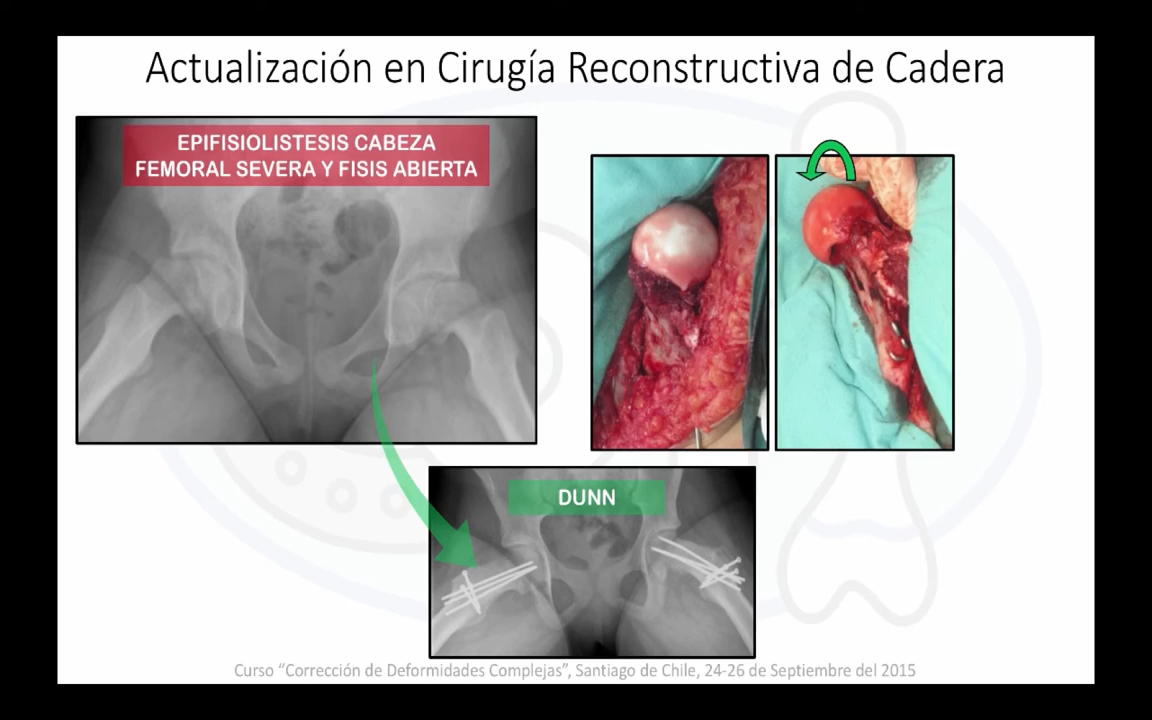 Actualización en Cirugía Reconstructiva de Cadera
EPIFISIOLISTESIS CABEZA
FEMORAL SEVERA Y FISIS ABIERTA
DUNN
Curso “Corrección de Deformidades Complejas”, Santiago de Chile, 24-26 de Septiembre del 2015